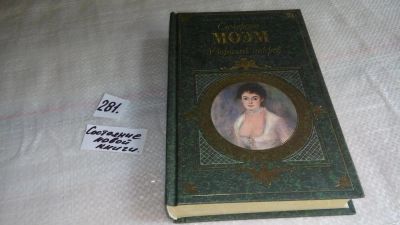 281.
Состояние
новой
книги.
Сомерсет
МОЭМ
Узорный покров